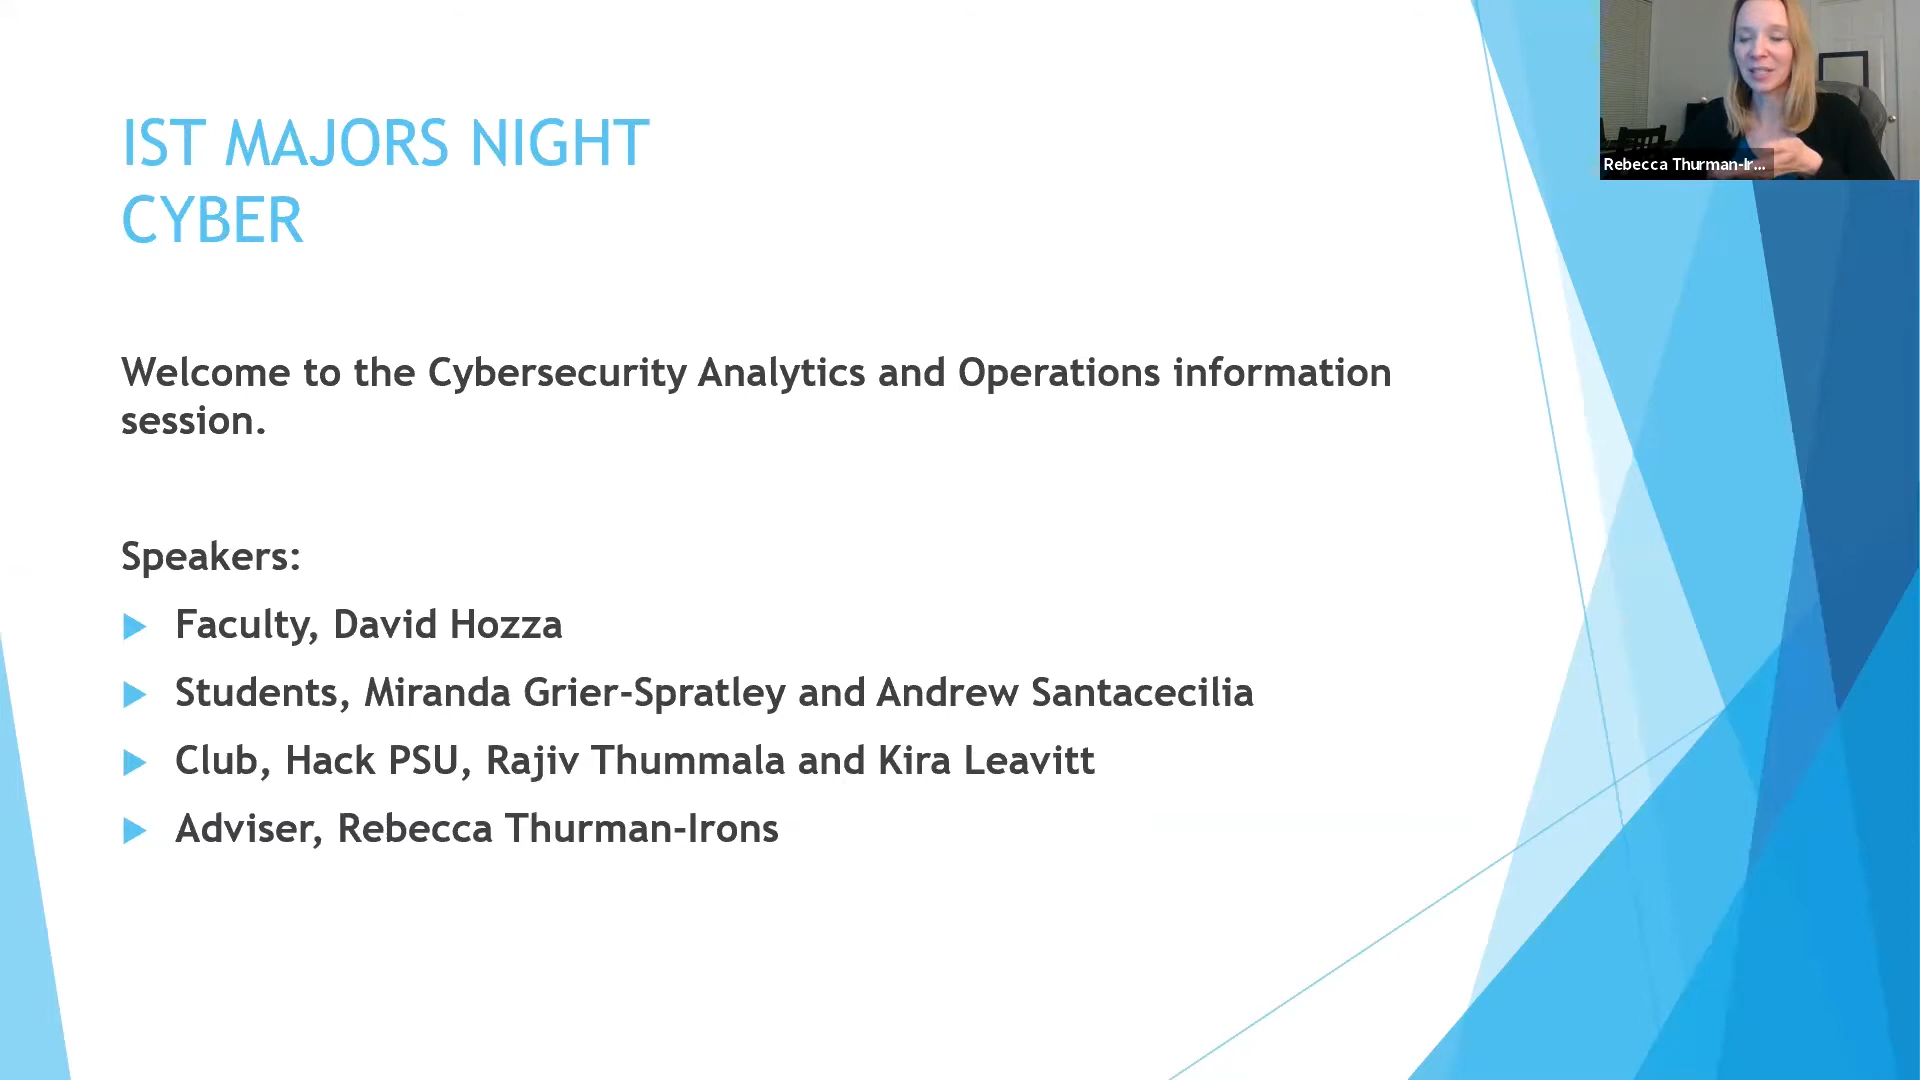 IST MAJORS NIGHT
CYBER
Rebecca Thurman-Ir...
Welcome to the Cybersecurity Analytics and Operations information
session.
Speakers:
Faculty, David Hozza
Students, Miranda Grier-Spratley and Andrew Santacecilia
Club, Hack PSU, Rajiv Thummala and Kira Leavitt
Adviser, Rebecca Thurman-Irons